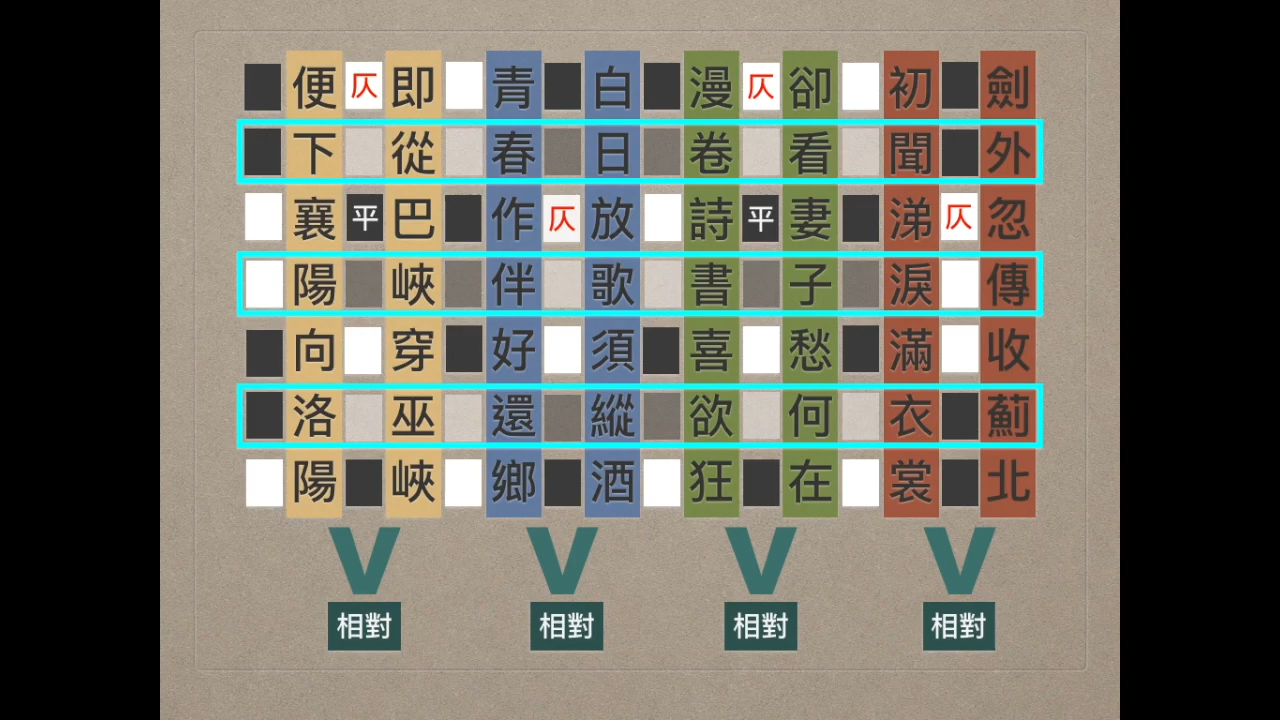 劍外忽傳收薊北
仄
初聞涕淚滿衣裳
卻看妻子愁何在
仄平
漫卷詩書喜欲狂
白日放歌須縱酒
仄
青春作伴好還鄉
即從巴峽穿巫峽
仄平
便下襄陽向洛陽
相對
相對
相對
相對